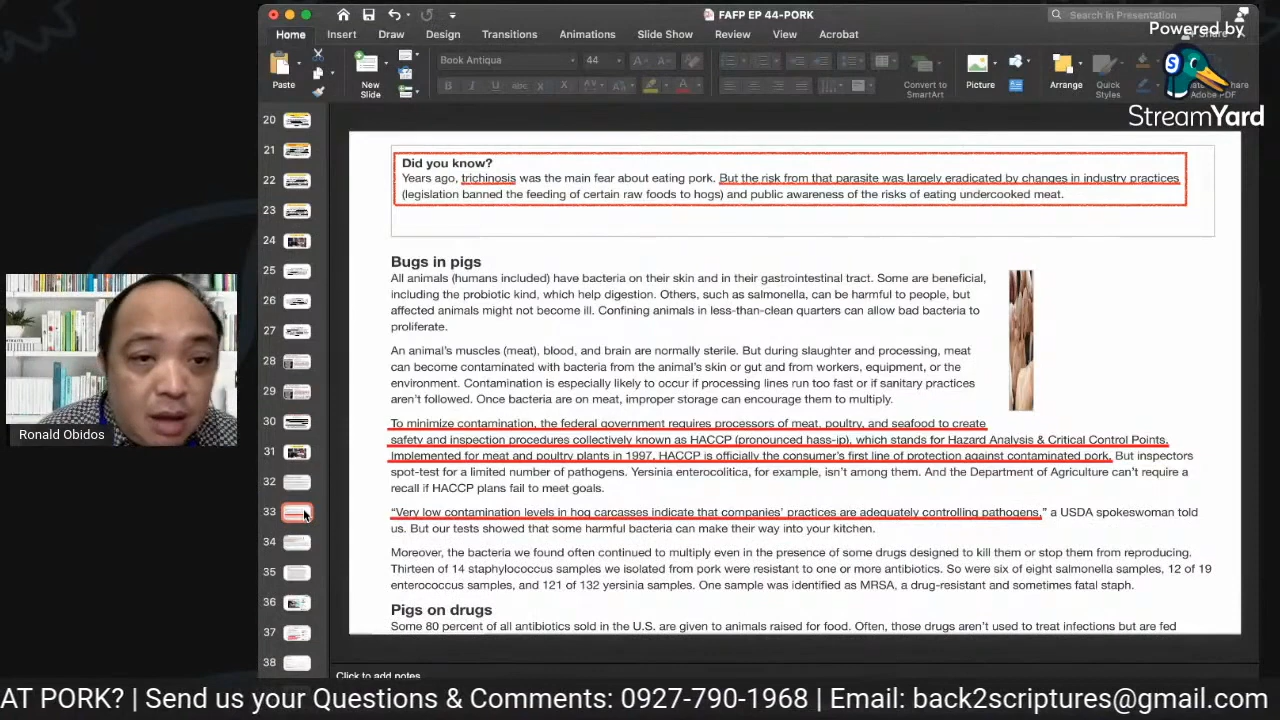 FAFP EP 44-PORK
Search in Presentation
Powered by
Home Insert Draw Design Transitions Animations Slide Show Review View Acrobat
Book Antiqua 44
Paste New Slide Convert to SmartArt Picture Arrange Quick Styles Adobe PDF
StreamYard
20
21
22
23
24
25
26
27
28
29
30
31
32
33
34
35
36
37
38
Did you know?
Years ago, trichinosis was the main fear about eating pork. But the risk from that parasite was largely eradicated by changes in industry practices
(legislation banned the feeding of certain raw foods to hogs) and public awareness of the risks of eating undercooked meat.
Bugs in pigs
All animals (humans included) have bacteria on their skin and in their gastrointestinal tract. Some are beneficial,
including the probiotic kind, which help digestion. Others, such as salmonella, can be harmful to people, but
affected animals might not become ill. Confining animals in less-than-clean quarters can allow bad bacteria to
proliferate.
An animal's muscles (meat), blood, and brain are normally sterile. But during slaughter and processing, meat
can become contaminated with bacteria from the animal's skin or gut and from workers, equipment, or the
environment. Contamination is especially likely to occur if processing lines run too fast or if sanitary practices
aren't followed. Once bacteria are on meat, improper storage can encourage them to multiply.
To minimize contamination, the federal government requires processors of meat, poultry, and seafood to create
safety and inspection procedures collectively known as HACCP (pronounced hass-ip), which stands for Hazard Analysis & Critical Control Points.
Implemented for meat and poultry plants in 1997, HACCP is officially the consumer's first line of protection against contaminated pork. But inspectors
spot-test for a limited number of pathogens. Yersinia enterocolitica, for example, isn't among them. And the Department of Agriculture can't require a
recall if HACCP plans fail to meet goals.
"Very low contamination levels in hog carcasses indicate that companies' practices are adequately controlling pathogens," a USDA spokeswoman told
us. But our tests showed that some harmful bacteria can make their way into your kitchen.
Moreover, the bacteria we found often continued to multiply even in the presence of some drugs designed to kill them or stop them from reproducing.
Thirteen of 14 staphylococcus samples we isolated from pork were resistant to one or more antibiotics. So were six of eight salmonella samples, 12 of 19
enterococcus samples, and 121 of 132 yersinia samples. One sample was identified as MRSA, a drug-resistant and sometimes fatal staph.
Pigs on drugs
Some 80 percent of all antibiotics sold in the U.S. are given to animals raised for food. Often, those drugs aren't used to treat infections but are fed
Click to add notes
Ronald Obidos
AT PORK? | Send us your Questions & Comments: 0927-790-1968 | Email: back2scriptures@gmail.com